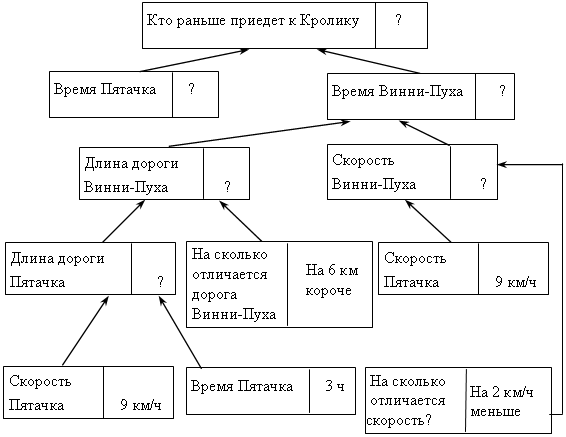 Кто раньше приедет к Кролику ?
Время Пятачка ?
Время Винни-Пуха ?
Длина дороги
Винни-Пуха ?
Скорость
Винни-Пуха ?
Длина дороги
Пятачка ?
На сколько
отличается
дорога
Винни-Пуха
На 6 км
короче
Скорость
Пятачка 9 км/ч
Скорость
Пятачка 9 км/ч
Время Пятачка 3 ч
На сколько
отличается
скорость?
На 2 км/ч
меньше